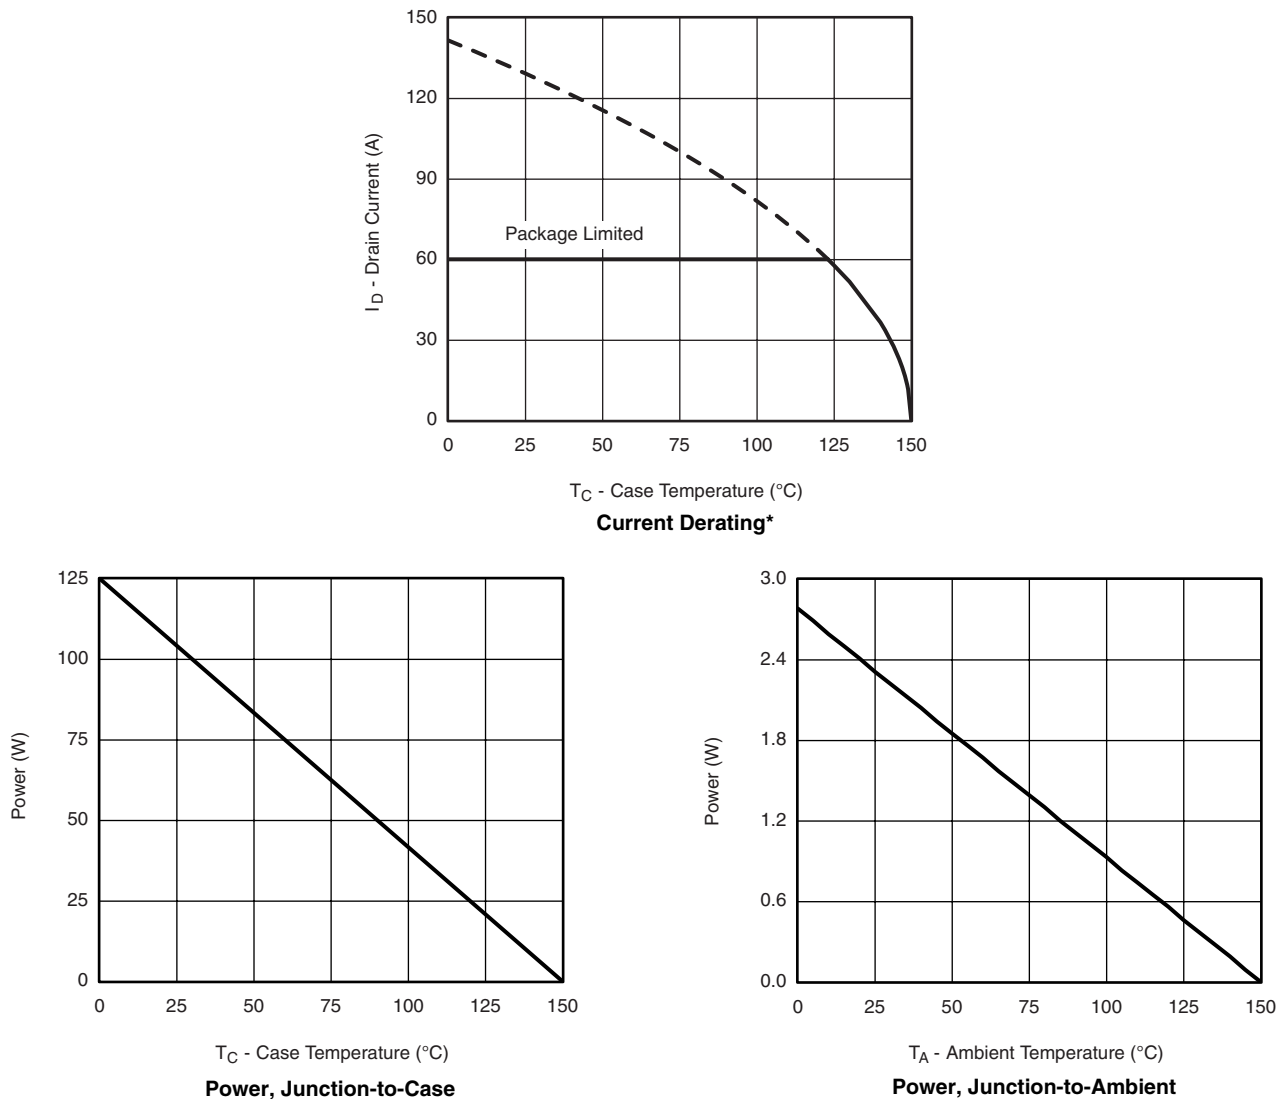 150
120
90
60
30
0
I_D - Drain Current (A)
Package Limited
0 25 50 75 100 125 150
T_C - Case Temperature (°C)
Current Derating*
125
100
75
50
25
0
Power (W)
0 25 50 75 100 125 150
T_C - Case Temperature (°C)
Power, Junction-to-Case
3.0
2.4
1.8
1.2
0.6
0.0
Power (W)
0 25 50 75 100 125 150
T_A - Ambient Temperature (°C)
Power, Junction-to-Ambient